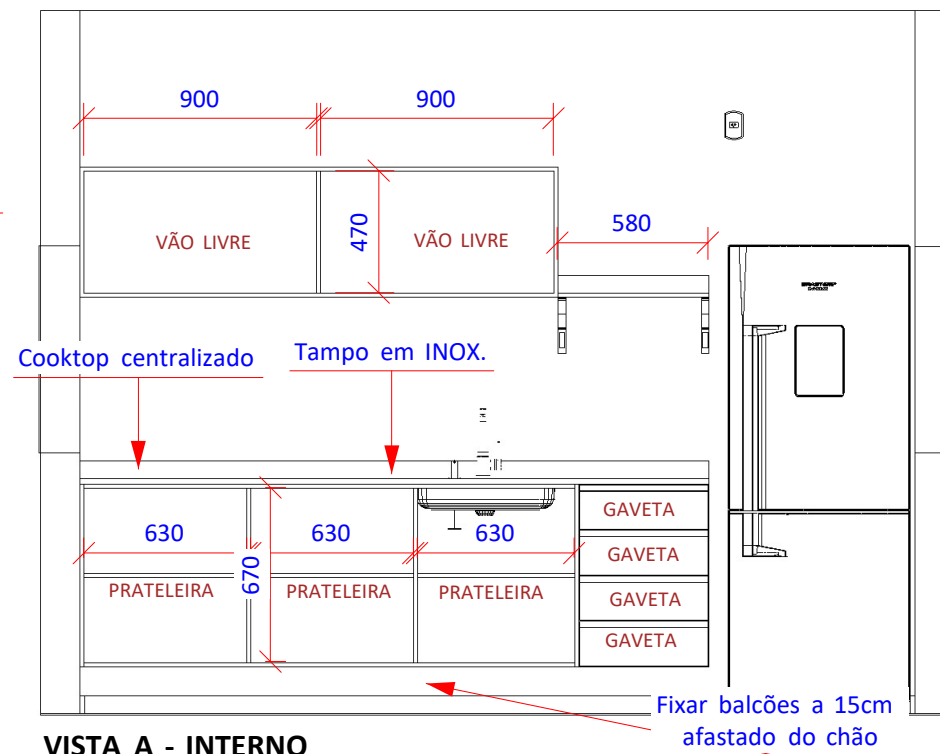 900 900
580
VÃO LIVRE 470 VÃO LIVRE
Cooktop centralizado Tampo em INOX.
GAVETA
630 630 630
GAVETA
670
PRATELEIRA PRATELEIRA PRATELEIRA GAVETA
GAVETA
Fixar balcões a 15cm
afastado do chão
VISTA A - INTERNO